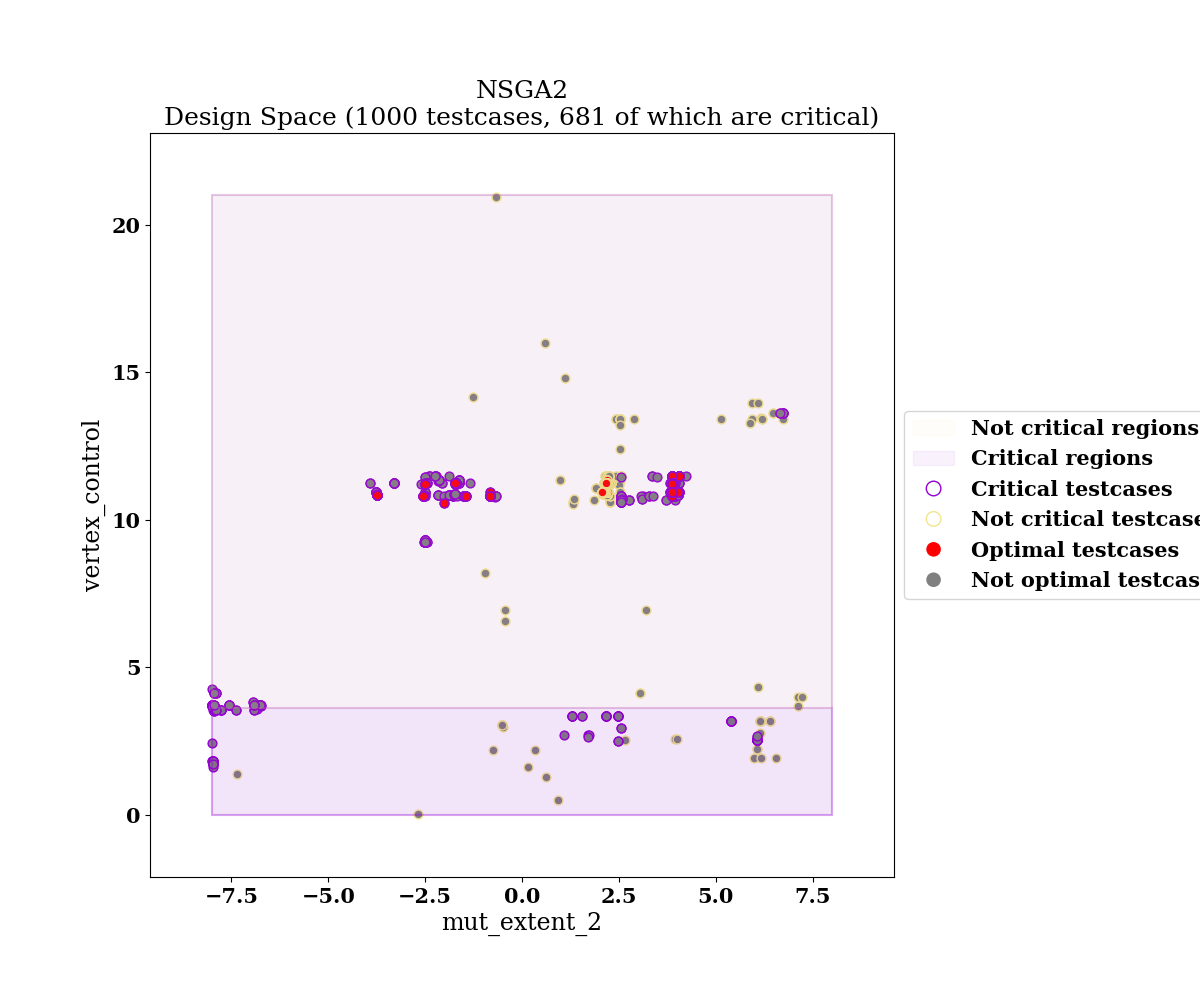 NSGA2
Design Space (1000 testcases, 681 of which are critical)
vertex_control
20
15
10
5
0
−7.5 −5.0 −2.5 0.0 2.5 5.0 7.5
mut_extent_2
Not critical regions
Critical regions
Critical testcases
Not critical testcase
Optimal testcases
Not optimal testcas